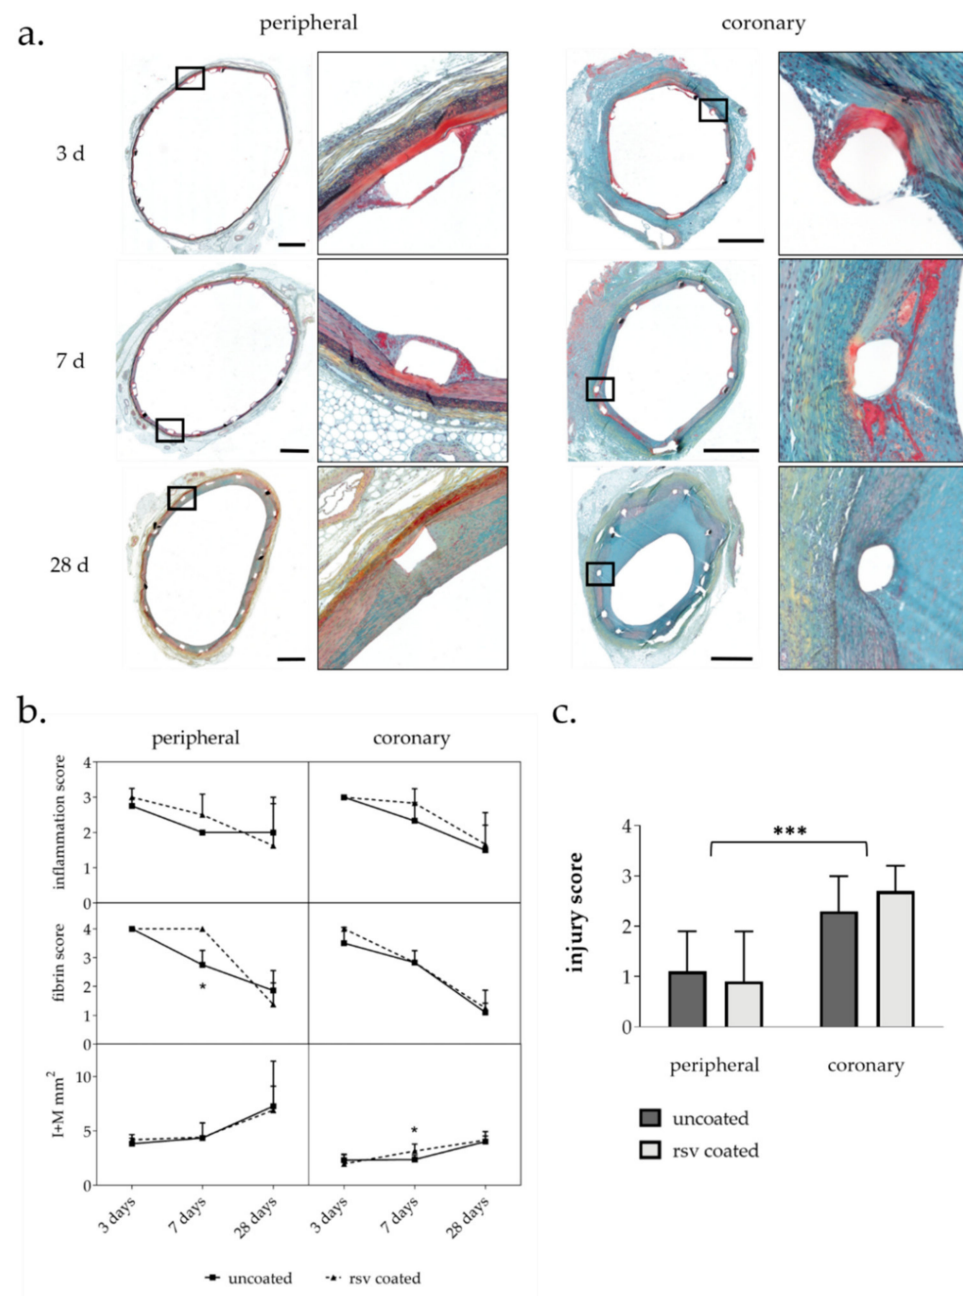 a.
peripheral
coronary
3 d
7 d
28 d
b.
peripheral
coronary
inflammation score
4
3
2
1
0
fibrin score
4
3
2
1
0
*
I+M mm²
10
5
0
*
3 days
7 days
28 days
3 days
7 days
28 days
uncoated
rsv coated
c.
injury score
4
3
2
1
0
***
peripheral
coronary
uncoated
rsv coated